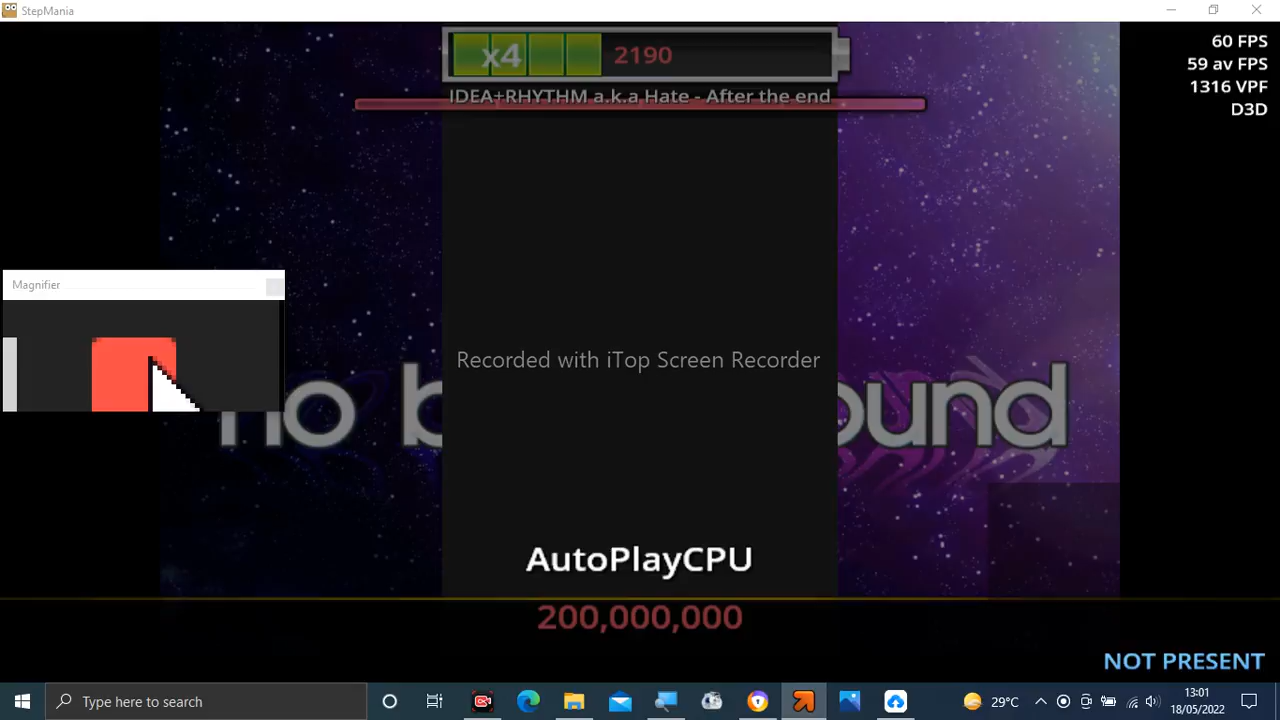 StepMania
x4
2190
60 FPS
59 av FPS
1316 VPF
D3D
IDEA+RHYTHM a.k.a Hate - After the end
Magnifier
Recorded with iTop Screen Recorder
no b
und
AutoPlayCPU
200,000,000
NOT PRESENT
Type here to search
29°C
13:01
18/05/2022